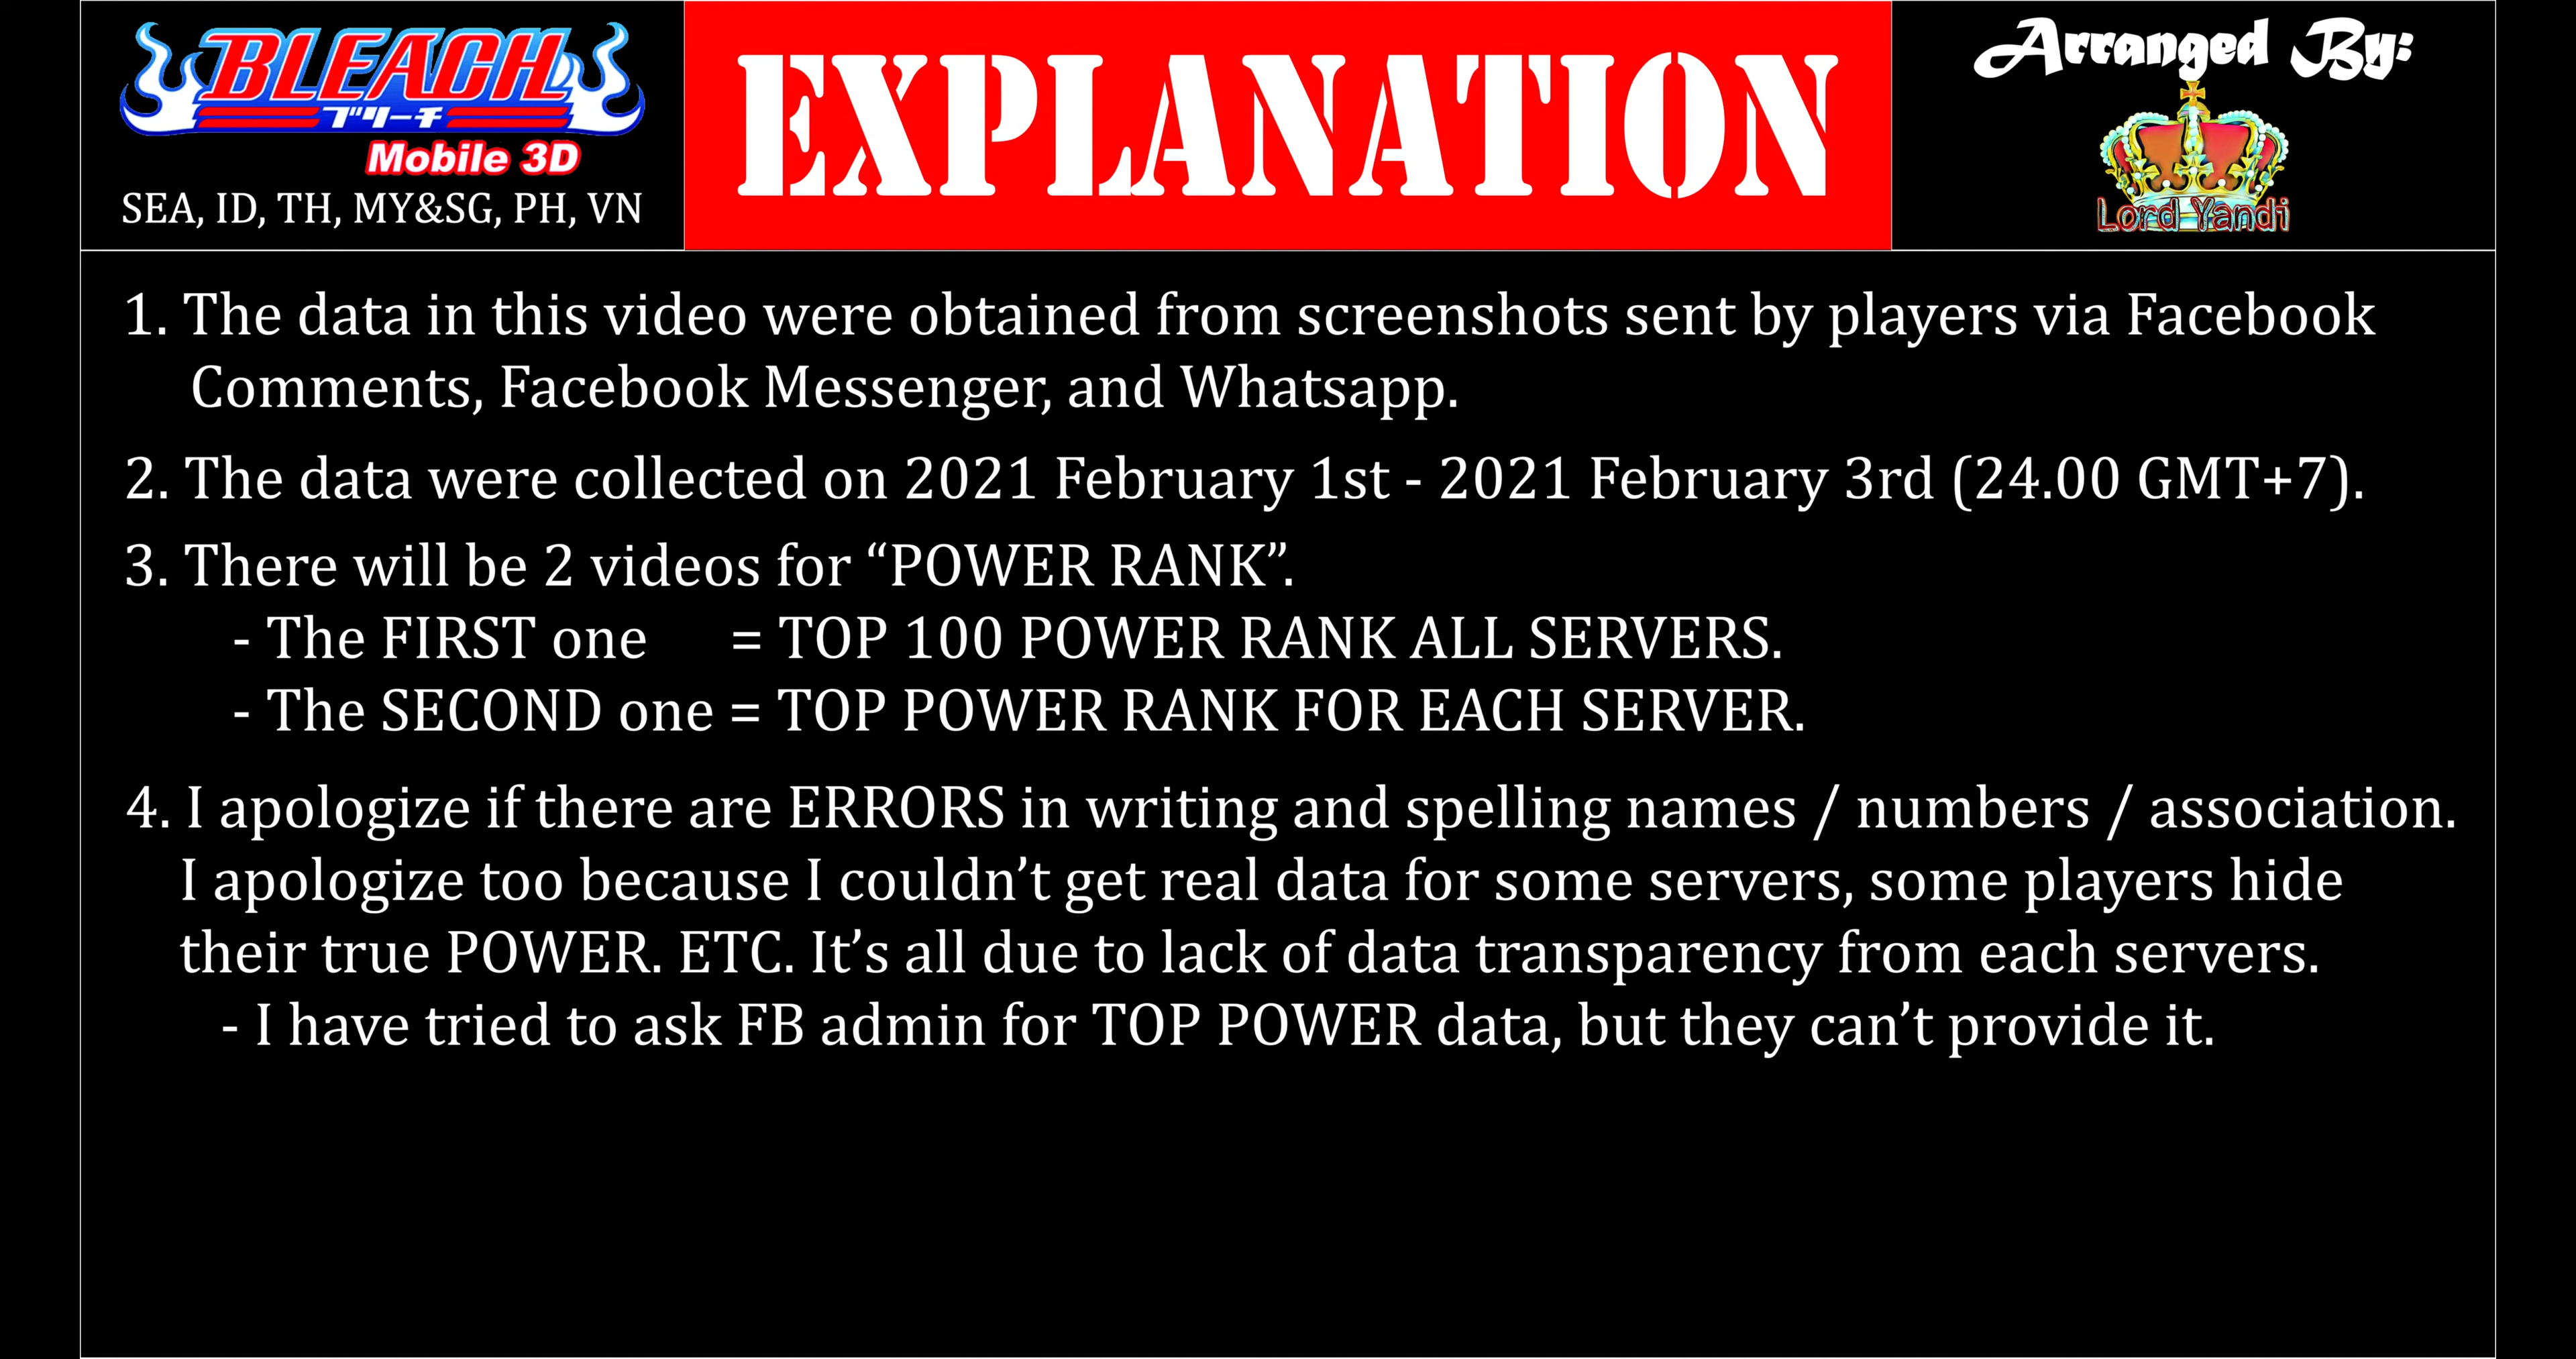 BLEACH
ブリーチ
Mobile 3D
SEA, ID, TH, MY&SG, PH, VN
EXPLANATION
Arranged By:
Lord Yandi
1. The data in this video were obtained from screenshots sent by players via Facebook
Comments, Facebook Messenger, and Whatsapp.
2. The data were collected on 2021 February 1st - 2021 February 3rd (24.00 GMT+7).
3. There will be 2 videos for “POWER RANK”.
- The FIRST one = TOP 100 POWER RANK ALL SERVERS.
- The SECOND one = TOP POWER RANK FOR EACH SERVER.
4. I apologize if there are ERRORS in writing and spelling names / numbers / association.
I apologize too because I couldn’t get real data for some servers, some players hide
their true POWER. ETC. It’s all due to lack of data transparency from each servers.
- I have tried to ask FB admin for TOP POWER data, but they can’t provide it.